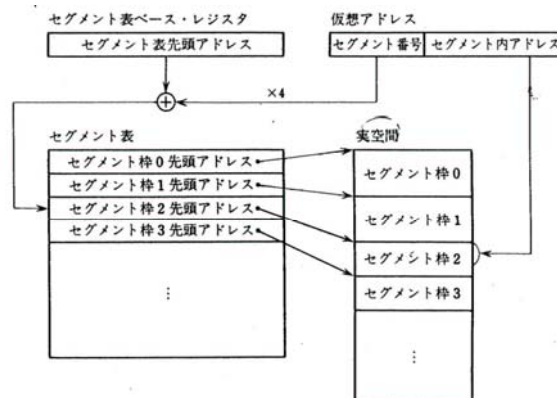 セグメント表ベース・レジスタ
仮想アドレス
セグメント表先頭アドレス
セグメント番号
セグメント内アドレス
×4
セグメント表
実空間
セグメント枠0先頭アドレス
セグメント枠1先頭アドレス
セグメント枠2先頭アドレス
セグメント枠3先頭アドレス
⋮
セグメント枠0
セグメント枠1
セグメント枠2
セグメント枠3
⋮